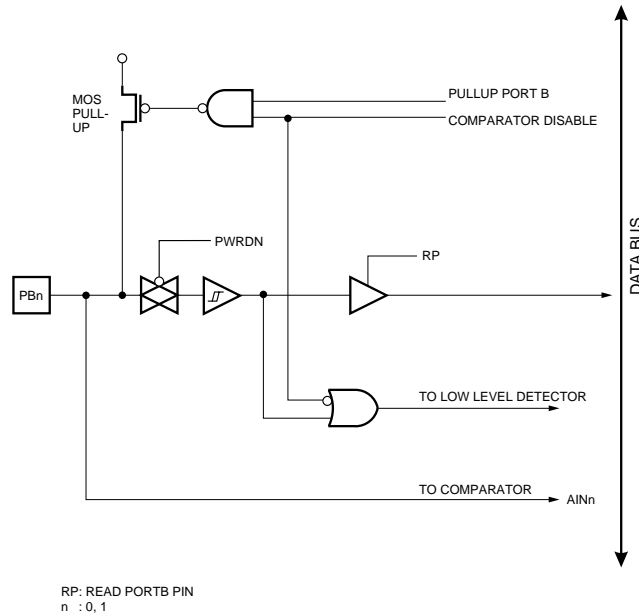 MOS
PULL-
UP
PULLUP PORT B
COMPARATOR DISABLE
PWRDN
RP
PBn
DATA BUS
TO LOW LEVEL DETECTOR
TO COMPARATOR
AINn
RP: READ PORTB PIN
n : 0, 1